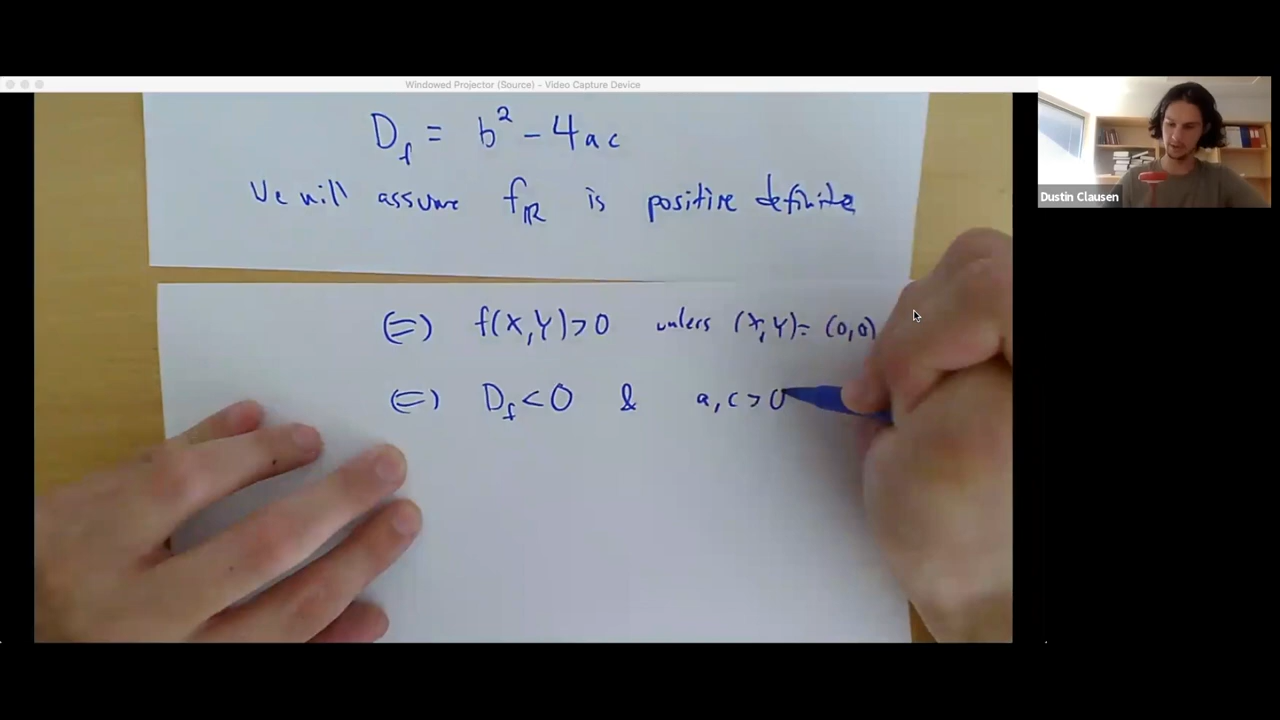 Windowed Projector (Source) - Video Capture Device
D_f = b² - 4ac
We will assume f_ℝ is positive definite
Dustin Clausen
⟺ f(X,Y) > 0 unless (X,Y) = (0,0)
⟺ D_f < 0 & a, c > 0